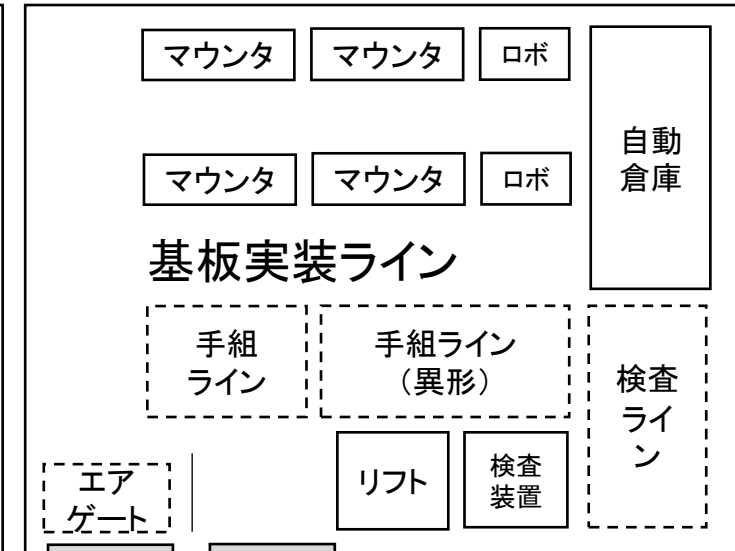 マウンタ
マウンタ
ロボ
自動
倉庫
マウンタ
マウンタ
ロボ
基板実装ライン
手組
ライン
手組ライン
（異形）
検査
ライ
ン
リフト
検査
装置
エア
ゲート